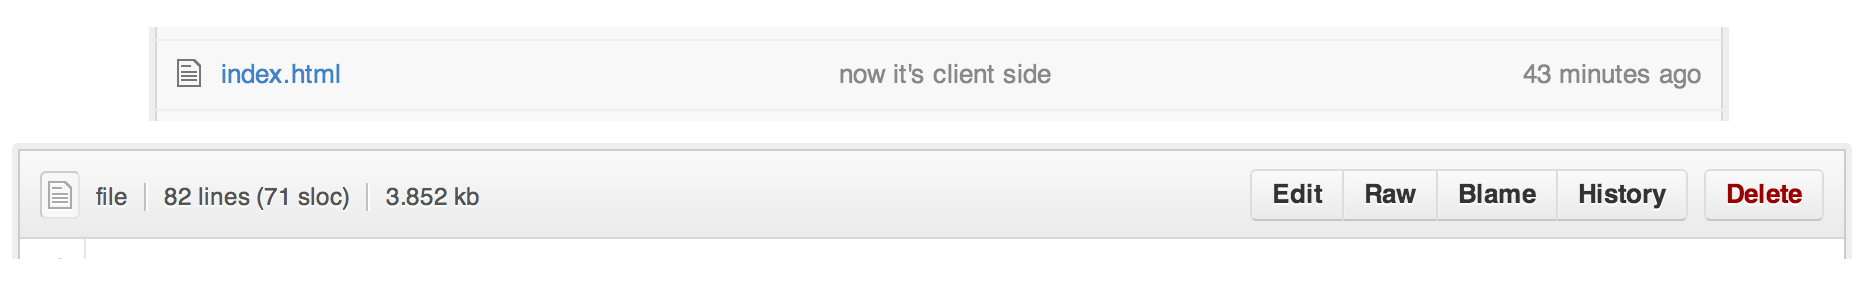 index.html now it's client side 43 minutes ago
file 82 lines (71 sloc) 3.852 kb Edit Raw Blame History Delete